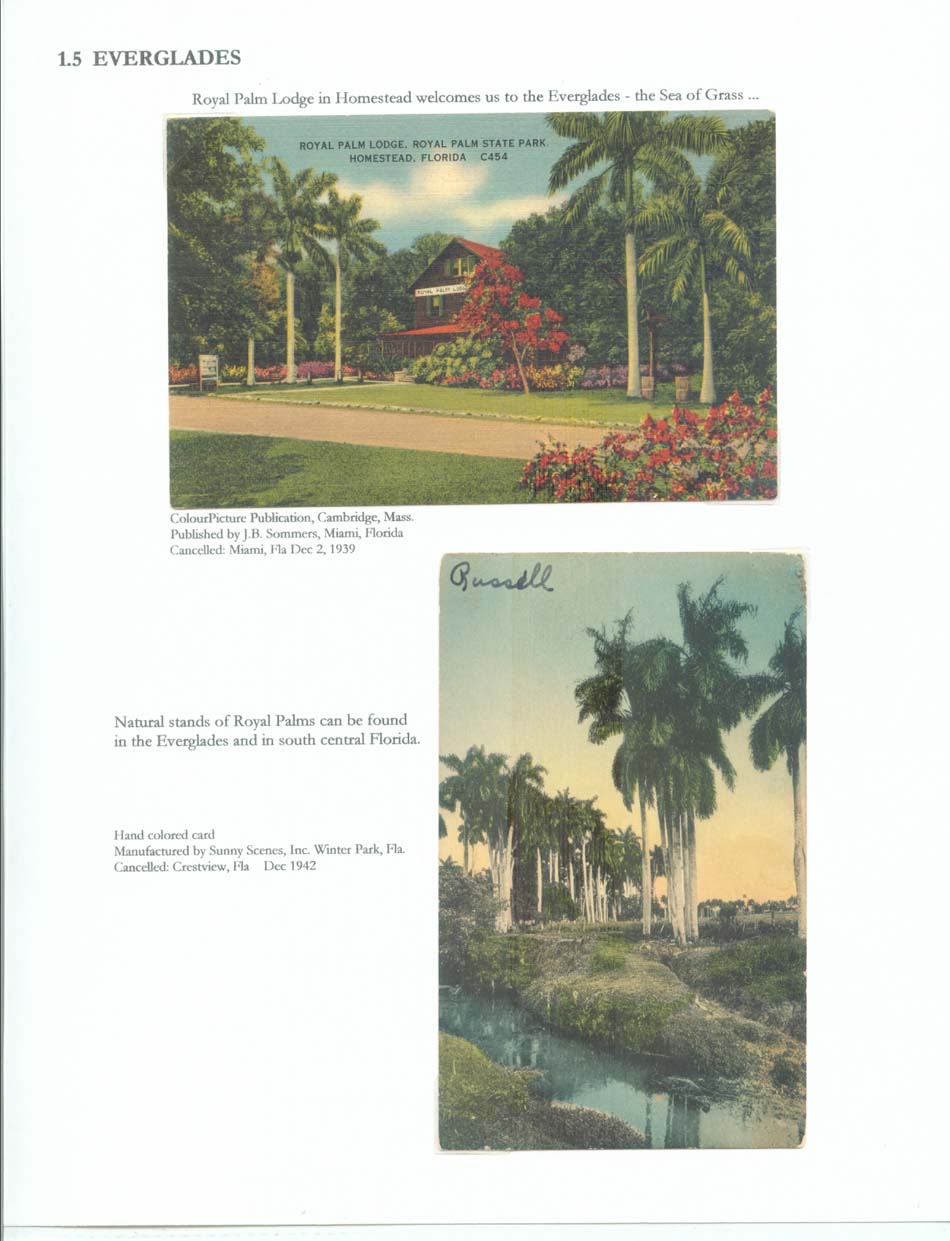 1.5 EVERGLADES
Royal Palm Lodge in Homestead welcomes us to the Everglades - the Sea of Grass ...
ROYAL PALM LODGE, ROYAL PALM STATE PARK.
HOMESTEAD, FLORIDA C454
ROYAL PALM LODGE
ColourPicture Publication, Cambridge, Mass.
Published by J.B. Sommers, Miami, Florida
Cancelled: Miami, Fla Dec 2, 1939
Russell
Natural stands of Royal Palms can be found
in the Everglades and in south central Florida.
Hand colored card
Manufactured by Sunny Scenes, Inc. Winter Park, Fla.
Cancelled: Crestview, Fla Dec 1942